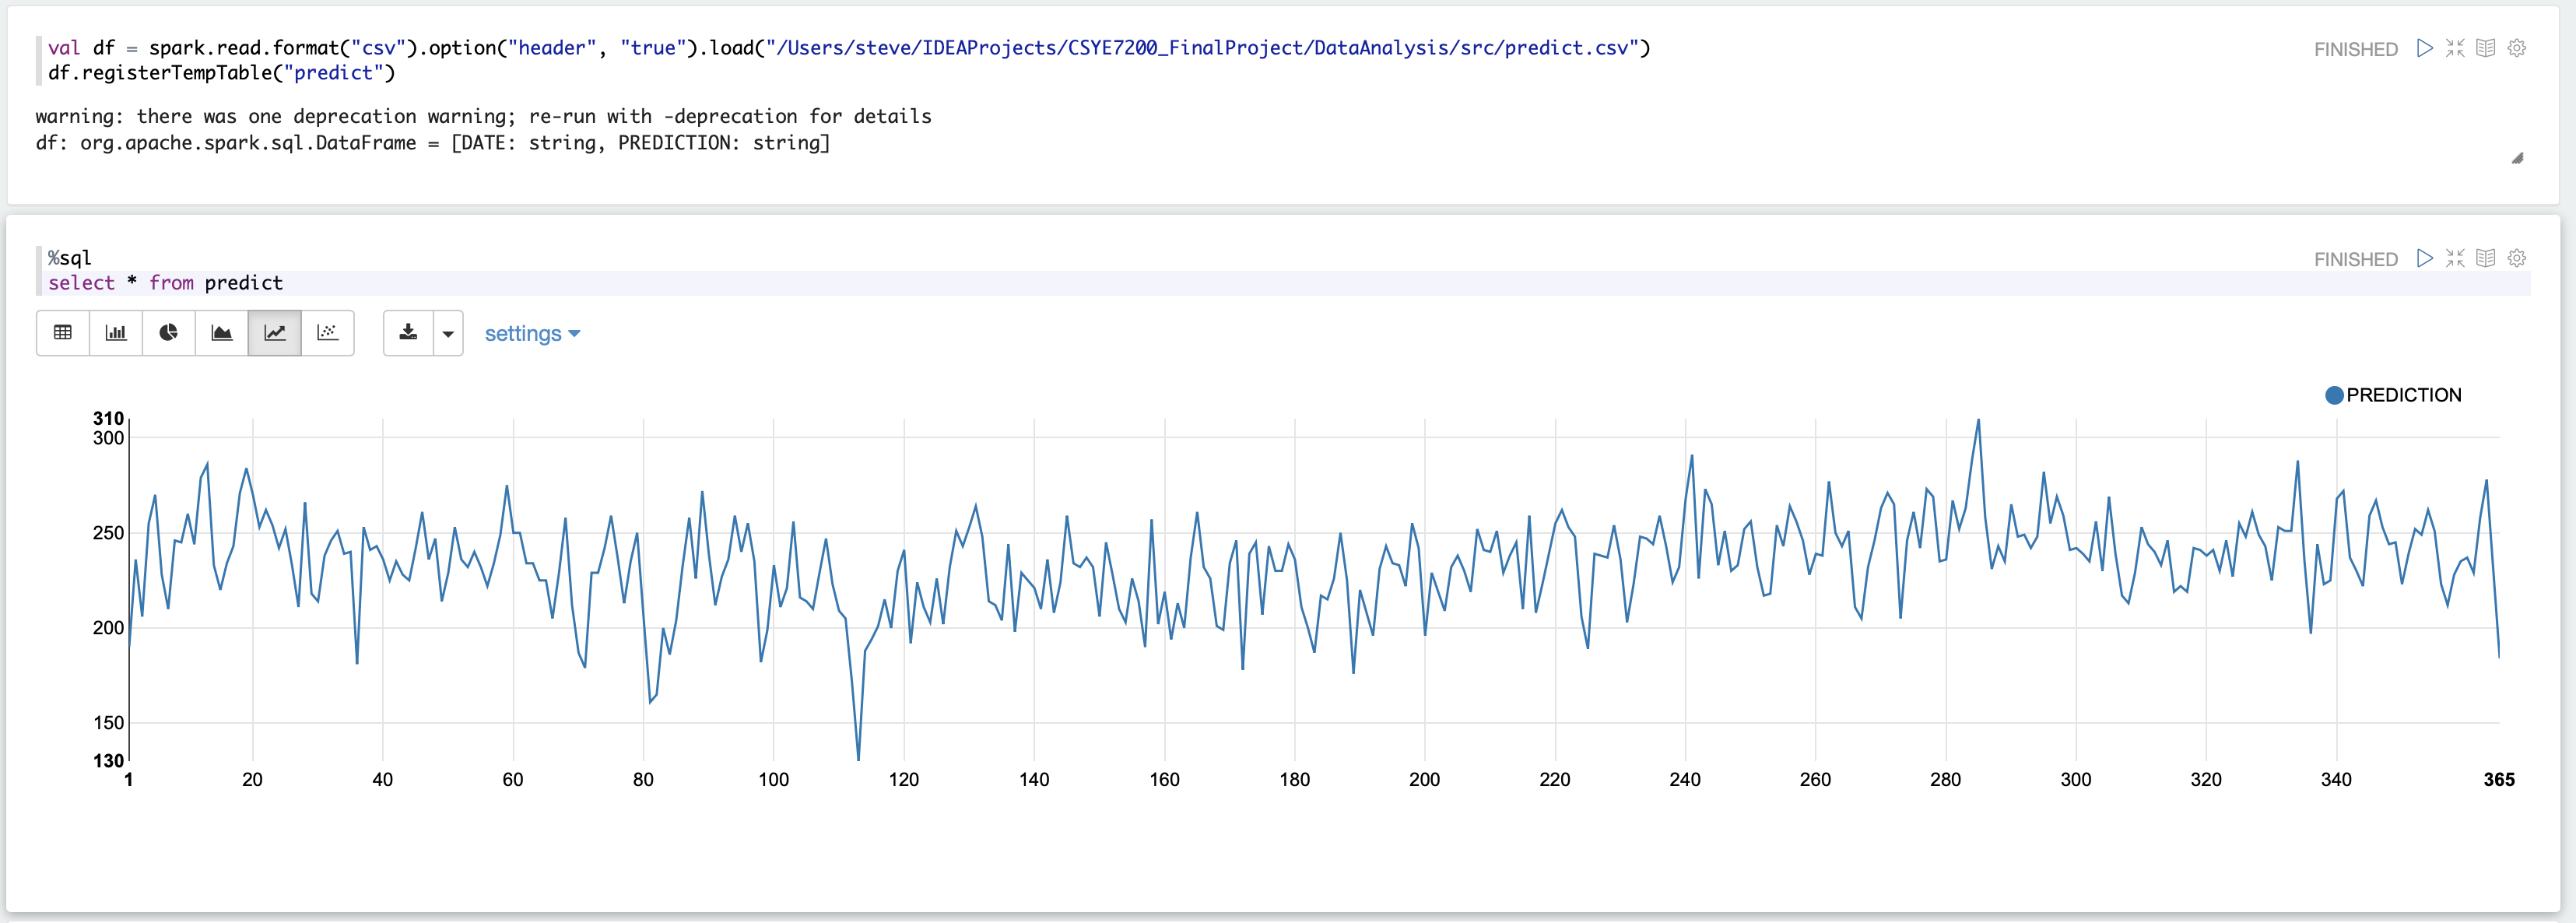 val df = spark.read.format("csv").option("header", "true").load("/Users/steve/IDEAProjects/CSYE7200_FinalProject/DataAnalysis/src/predict.csv")
FINISHED
df.registerTempTable("predict")
warning: there was one deprecation warning; re-run with -deprecation for details
df: org.apache.spark.sql.DataFrame = [DATE: string, PREDICTION: string]
%sql
FINISHED
select * from predict
settings
PREDICTION
310
300
250
200
150
130
1 20 40 60 80 100 120 140 160 180 200 220 240 260 280 300 320 340 365